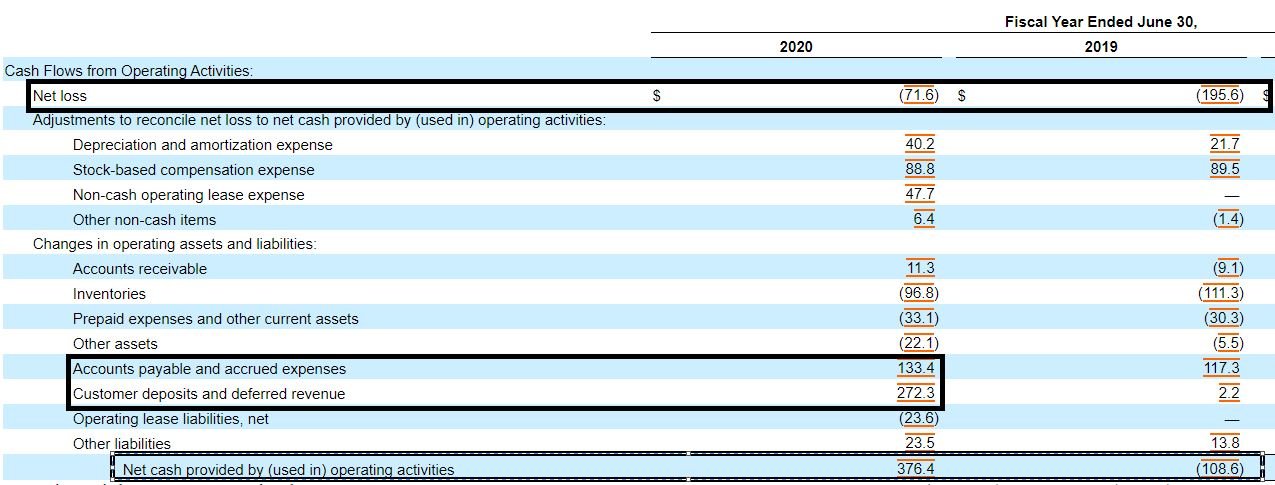 Fiscal Year Ended June 30,
2020 2019
Cash Flows from Operating Activities:
Net loss $ (71.6) $ (195.6) $
Adjustments to reconcile net loss to net cash provided by (used in) operating activities:
Depreciation and amortization expense 40.2 21.7
Stock-based compensation expense 88.8 89.5
Non-cash operating lease expense 47.7 —
Other non-cash items 6.4 (1.4)
Changes in operating assets and liabilities:
Accounts receivable 11.3 (9.1)
Inventories (96.8) (111.3)
Prepaid expenses and other current assets (33.1) (30.3)
Other assets (22.1) (5.5)
Accounts payable and accrued expenses 133.4 117.3
Customer deposits and deferred revenue 272.3 2.2
Operating lease liabilities, net (23.6) —
Other liabilities 23.5 13.8
Net cash provided by (used in) operating activities 376.4 (108.6)